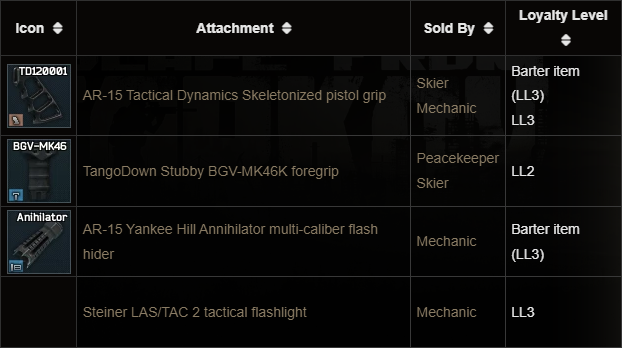 Icon Attachment Sold By Loyalty Level
TD120001 AR-15 Tactical Dynamics Skeletonized pistol grip Skier Barter item
Mechanic (LL3)
LL3
BGV-MK46 TangoDown Stubby BGV-MK46K foregrip Peacekeeper LL2
Skier
Anihilator AR-15 Yankee Hill Annihilator multi-caliber flash Mechanic Barter item
hider (LL3)
Steiner LAS/TAC 2 tactical flashlight Mechanic LL3